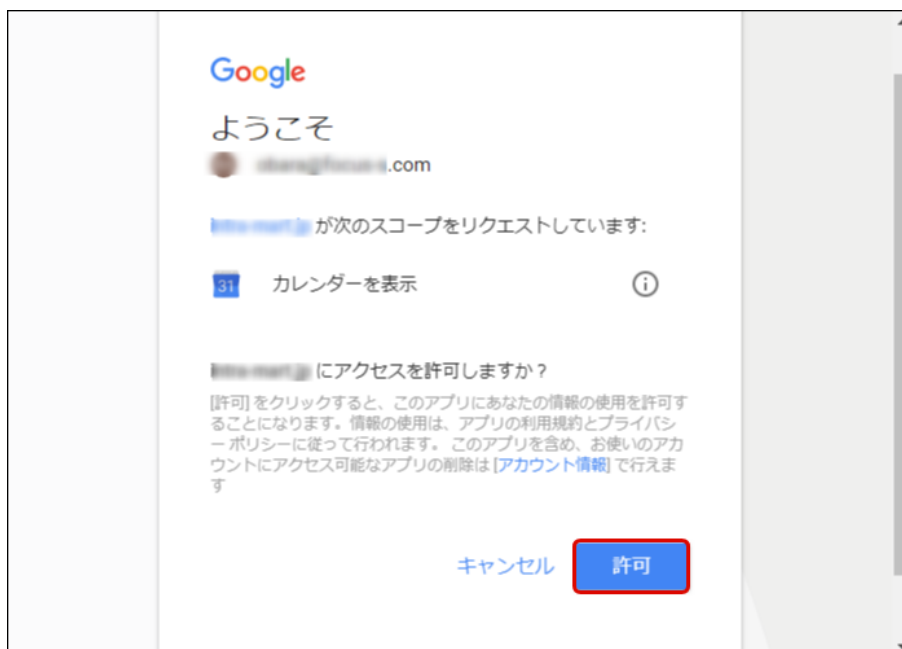 Google
ようこそ
.com
が次のスコープをリクエストしています:
31 カレンダーを表示
にアクセスを許可しますか？
[許可] をクリックすると、このアプリにあなたの情報の使用を許可す
ることになります。情報の使用は、アプリの利用規約とプライバシ
ー ポリシーに従って行われます。 このアプリを含め、お使いのアカ
ウントにアクセス可能なアプリの削除は [アカウント情報] で行えま
す
キャンセル 許可